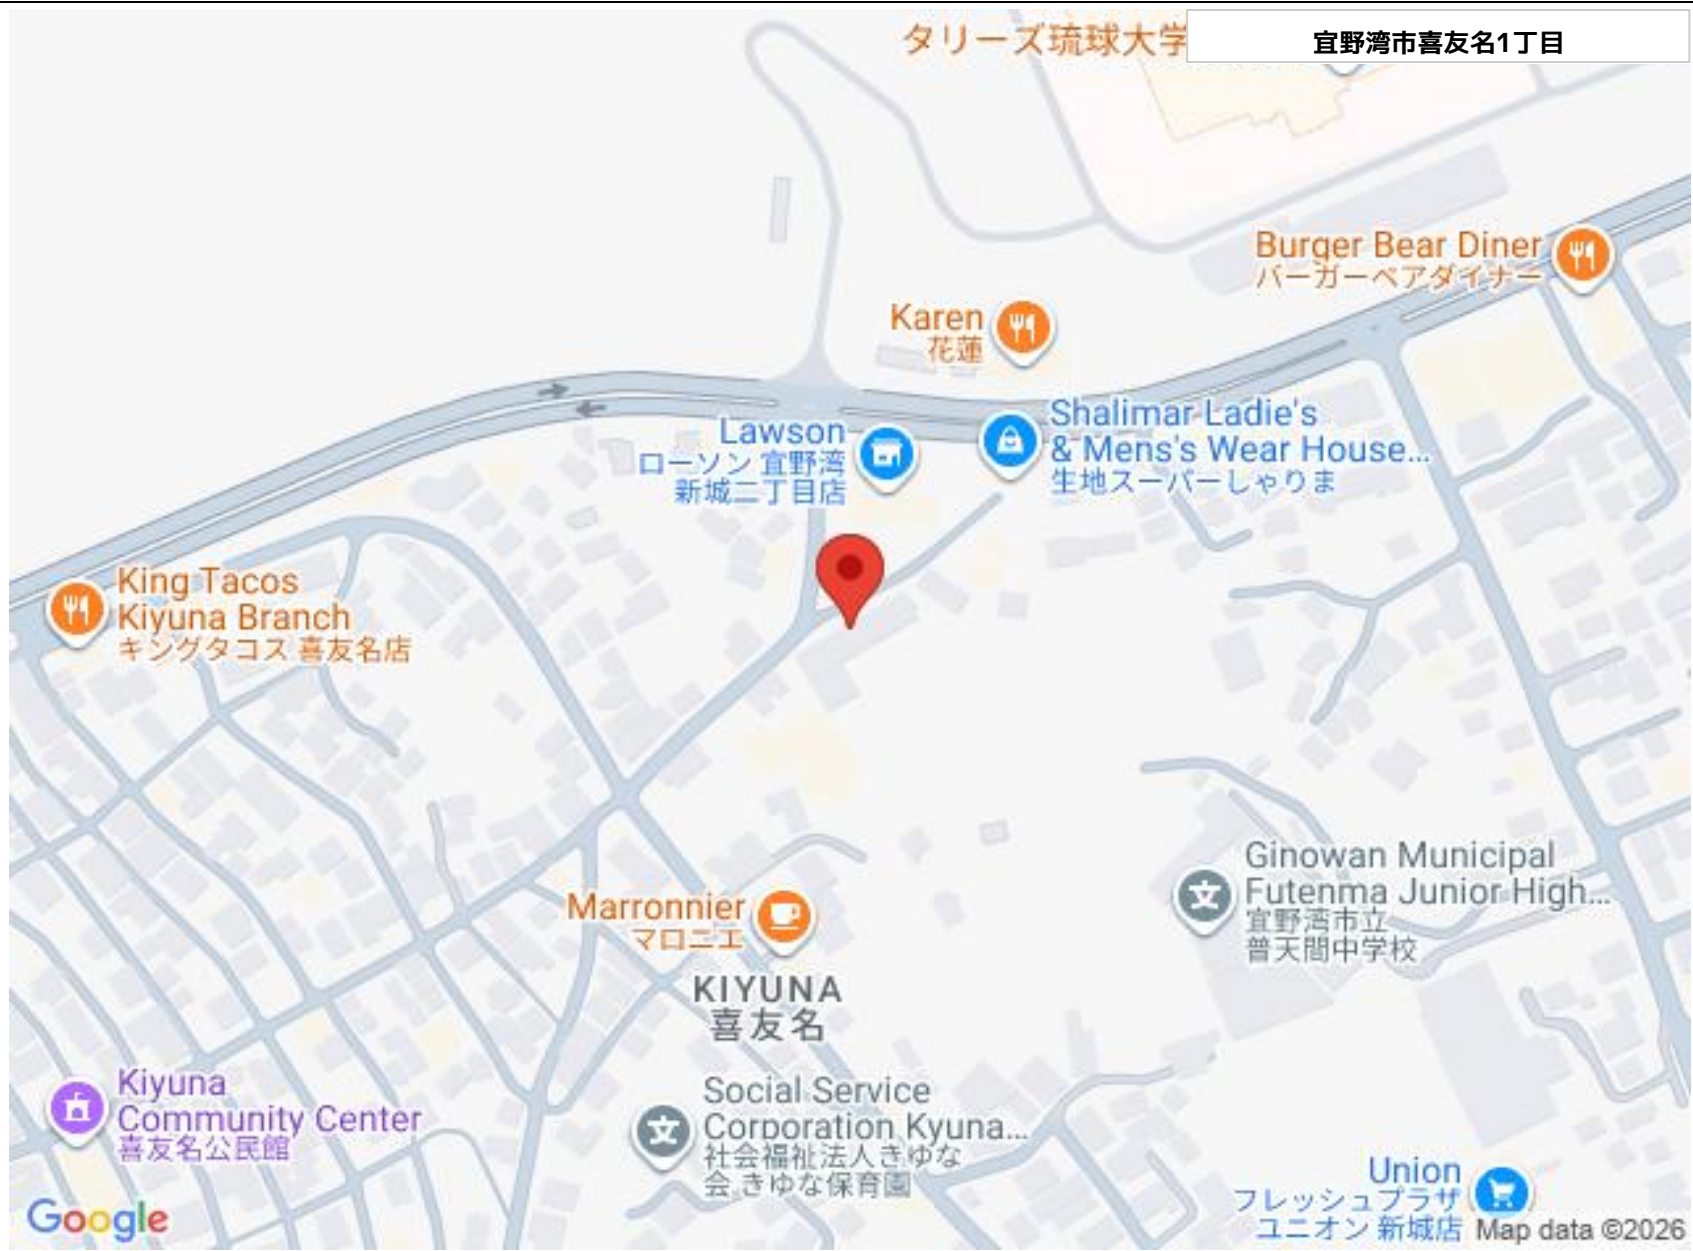 タリーズ琉球大学
宜野湾市喜友名1丁目
Burger Bear Diner
バーガーベアダイナー
Karen
花蓮
Shalimar Ladie's
& Mens's Wear House...
生地スーパーしゃりま
Lawson
ローソン 宜野湾
新城二丁目店
King Tacos
Kiyuna Branch
キングタコス 喜友名店
Ginowan Municipal
Futenma Junior High...
宜野湾市立
普天間中学校
Marronnier
マロニエ
KIYUNA
喜友名
Kiyuna
Community Center
喜友名公民館
Social Service
Corporation Kyuna...
社会福祉法人きゆな
会 きゆな保育園
Union
フレッシュプラザ
ユニオン 新城店
Google
Map data ©2026